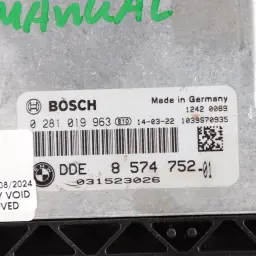 MANUAL
BOSCH
Made in Germany
0 281 019 963 81D 14-03-22
1242 0089
1039S70935
DDE 8 574 752-01
031523026
08/2024
VOID
VED